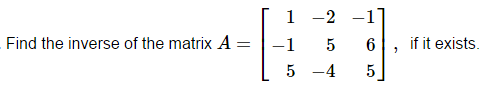 Find the inverse of the matrix A = [ 1 -2 -1
-1 5 6
5 -4 5 ], if it exists.